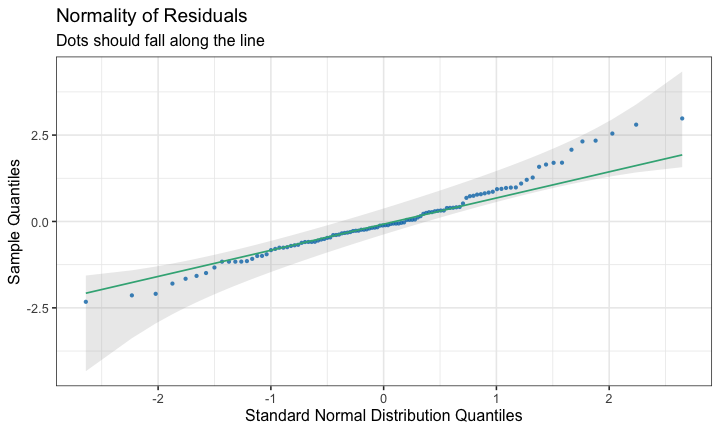 Normality of Residuals
Dots should fall along the line
Sample Quantiles
2.5
0.0
-2.5
-2 -1 0 1 2
Standard Normal Distribution Quantiles